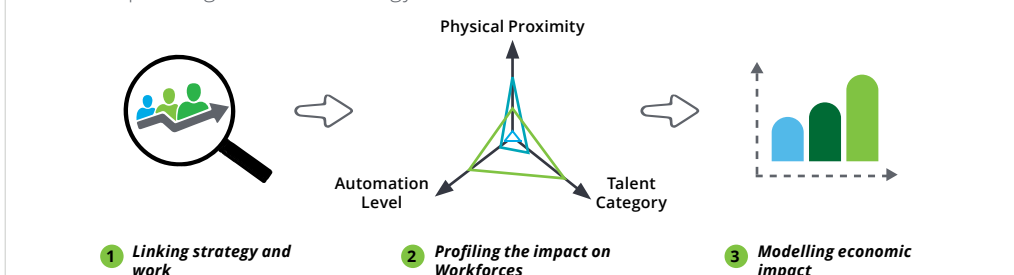 Physical Proximity
Automation
Level
Talent
Category
1 Linking strategy and
work
2 Profiling the impact on
Workforces
3 Modelling economic
impact